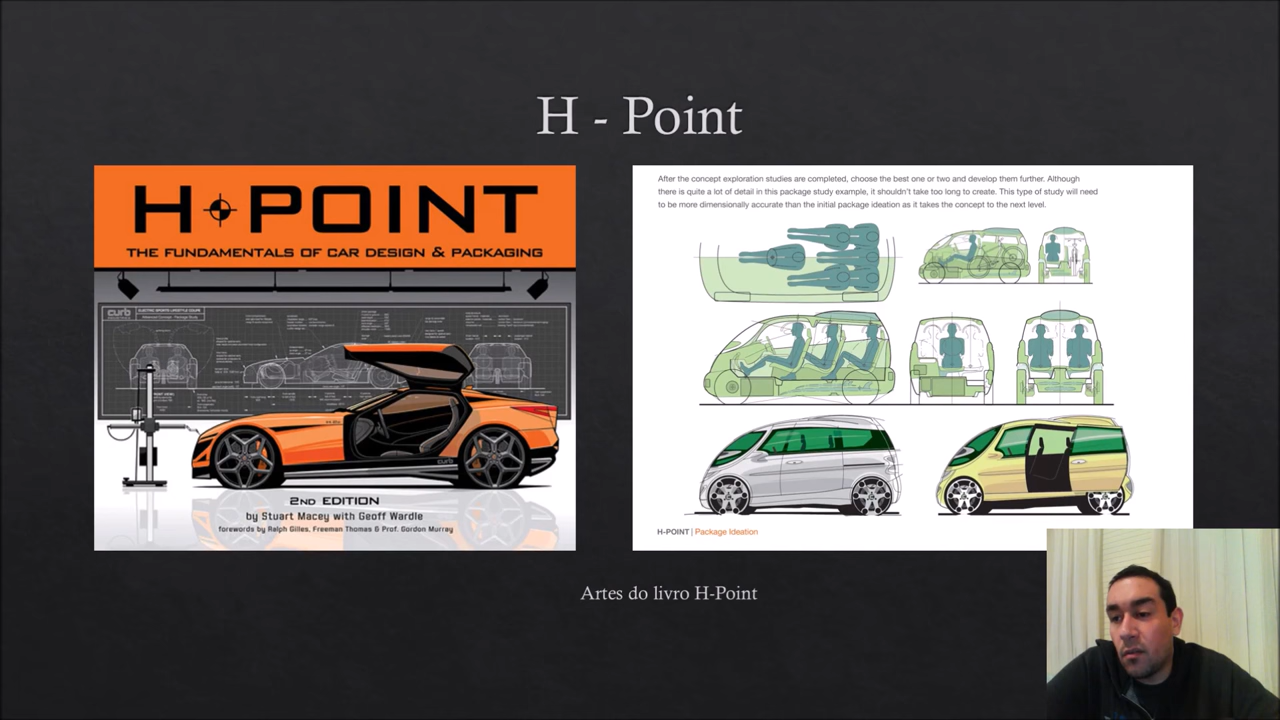 H - Point
H POINT
THE FUNDAMENTALS OF CAR DESIGN & PACKAGING
curb
curb
2ND EDITION
by Stuart Macey with Geoff Wardle
forewords by Ralph Gilles, Freeman Thomas & Prof. Gordon Murray
After the concept exploration studies are completed, choose the best one or two and develop them further. Although
there is quite a lot of detail in this package study example, it shouldn't take too long to create. This type of study will need
to be more dimensionally accurate than the initial package ideation as it takes the concept to the next level.
H-POINT | Package Ideation
Artes do livro H-Point